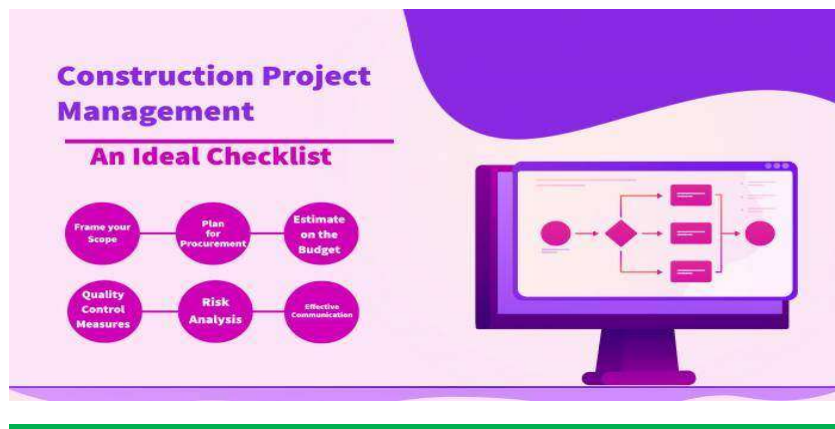 Construction Project
Management
An Ideal Checklist
Frame your
Scope
Plan
for
Procurement
Estimate
on the
Budget
Quality
Control
Measures
Risk
Analysis
Effective
Communication